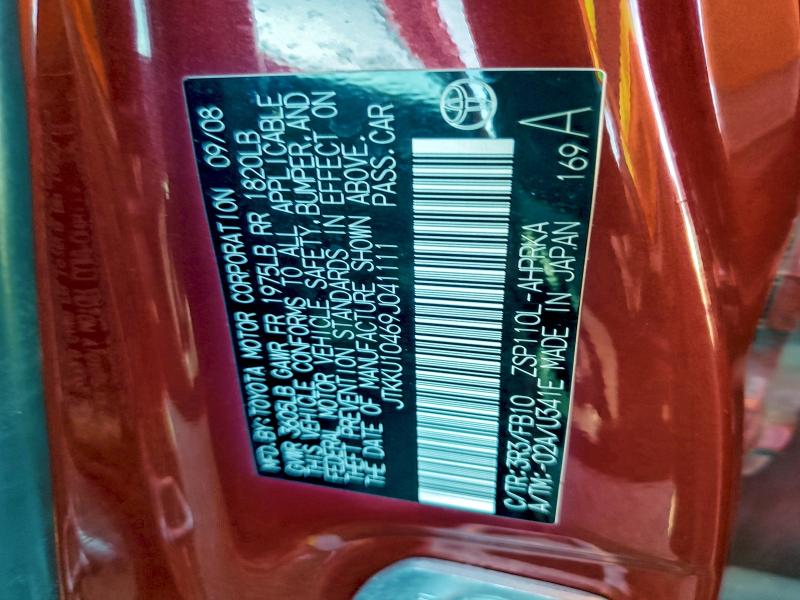 MFD.BY: TOYOTA MOTOR CORPORATION 09/08
GVWR 3665LB GAWR FR 1975LB RR 1820LB
THIS VEHICLE CONFORMS TO ALL APPLICABLE
FEDERAL MOTOR VEHICLE SAFETY, BUMPER, AND
THEFT PREVENTION STANDARDS IN EFFECT ON
THE DATE OF MANUFACTURE SHOWN ABOVE.
JTKKU10469J041111 PASS. CAR
C/TR:3R3/FB10 ZSP110L-AHPRKA
A/TM:-02A/U341E MADE IN JAPAN 169 A